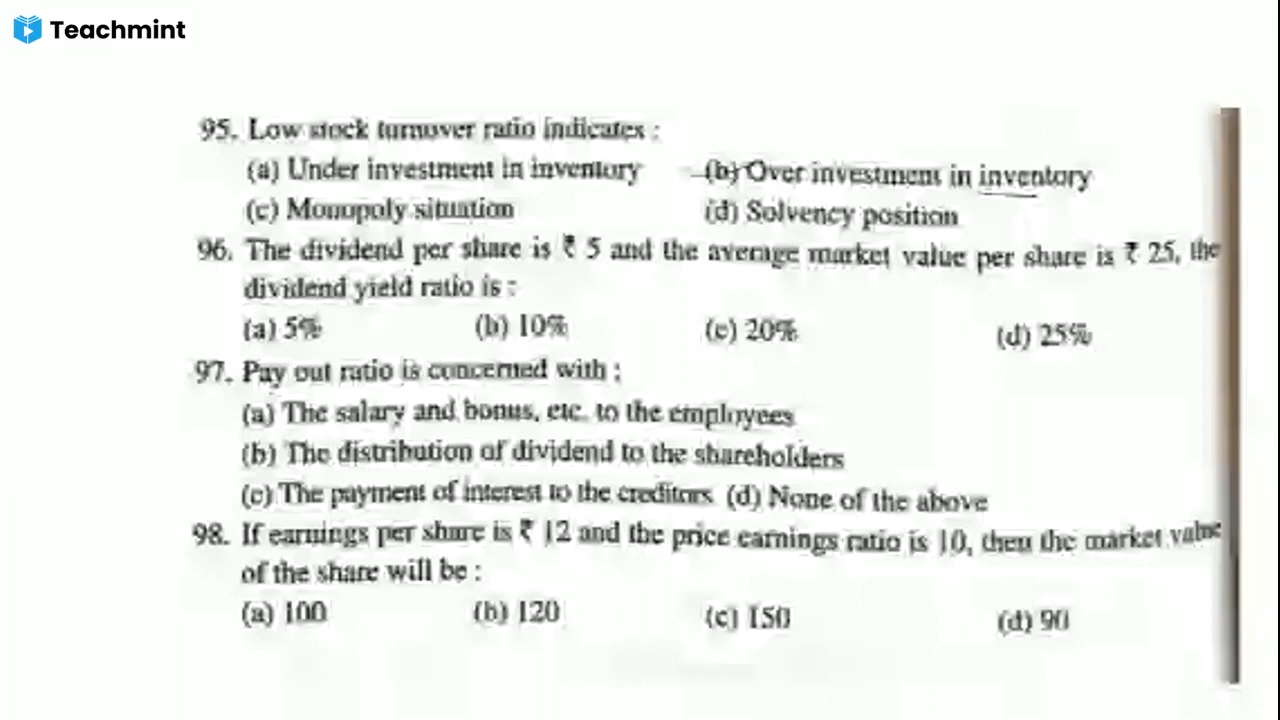 Teachmint
95. Low stock turnover ratio indicates :
(a) Under investment in inventory (b) Over investment in inventory
(c) Monopoly situation (d) Solvency position
96. The dividend per share is ₹ 5 and the average market value per share is ₹ 25, the
dividend yield ratio is :
(a) 5% (b) 10% (c) 20% (d) 25%
97. Pay out ratio is concerned with :
(a) The salary and bonus, etc. to the employees
(b) The distribution of dividend to the shareholders
(c) The payment of interest to the creditors (d) None of the above
98. If earnings per share is ₹ 12 and the price earnings ratio is 10, then the market value
of the share will be :
(a) 100 (b) 120 (c) 150 (d) 90